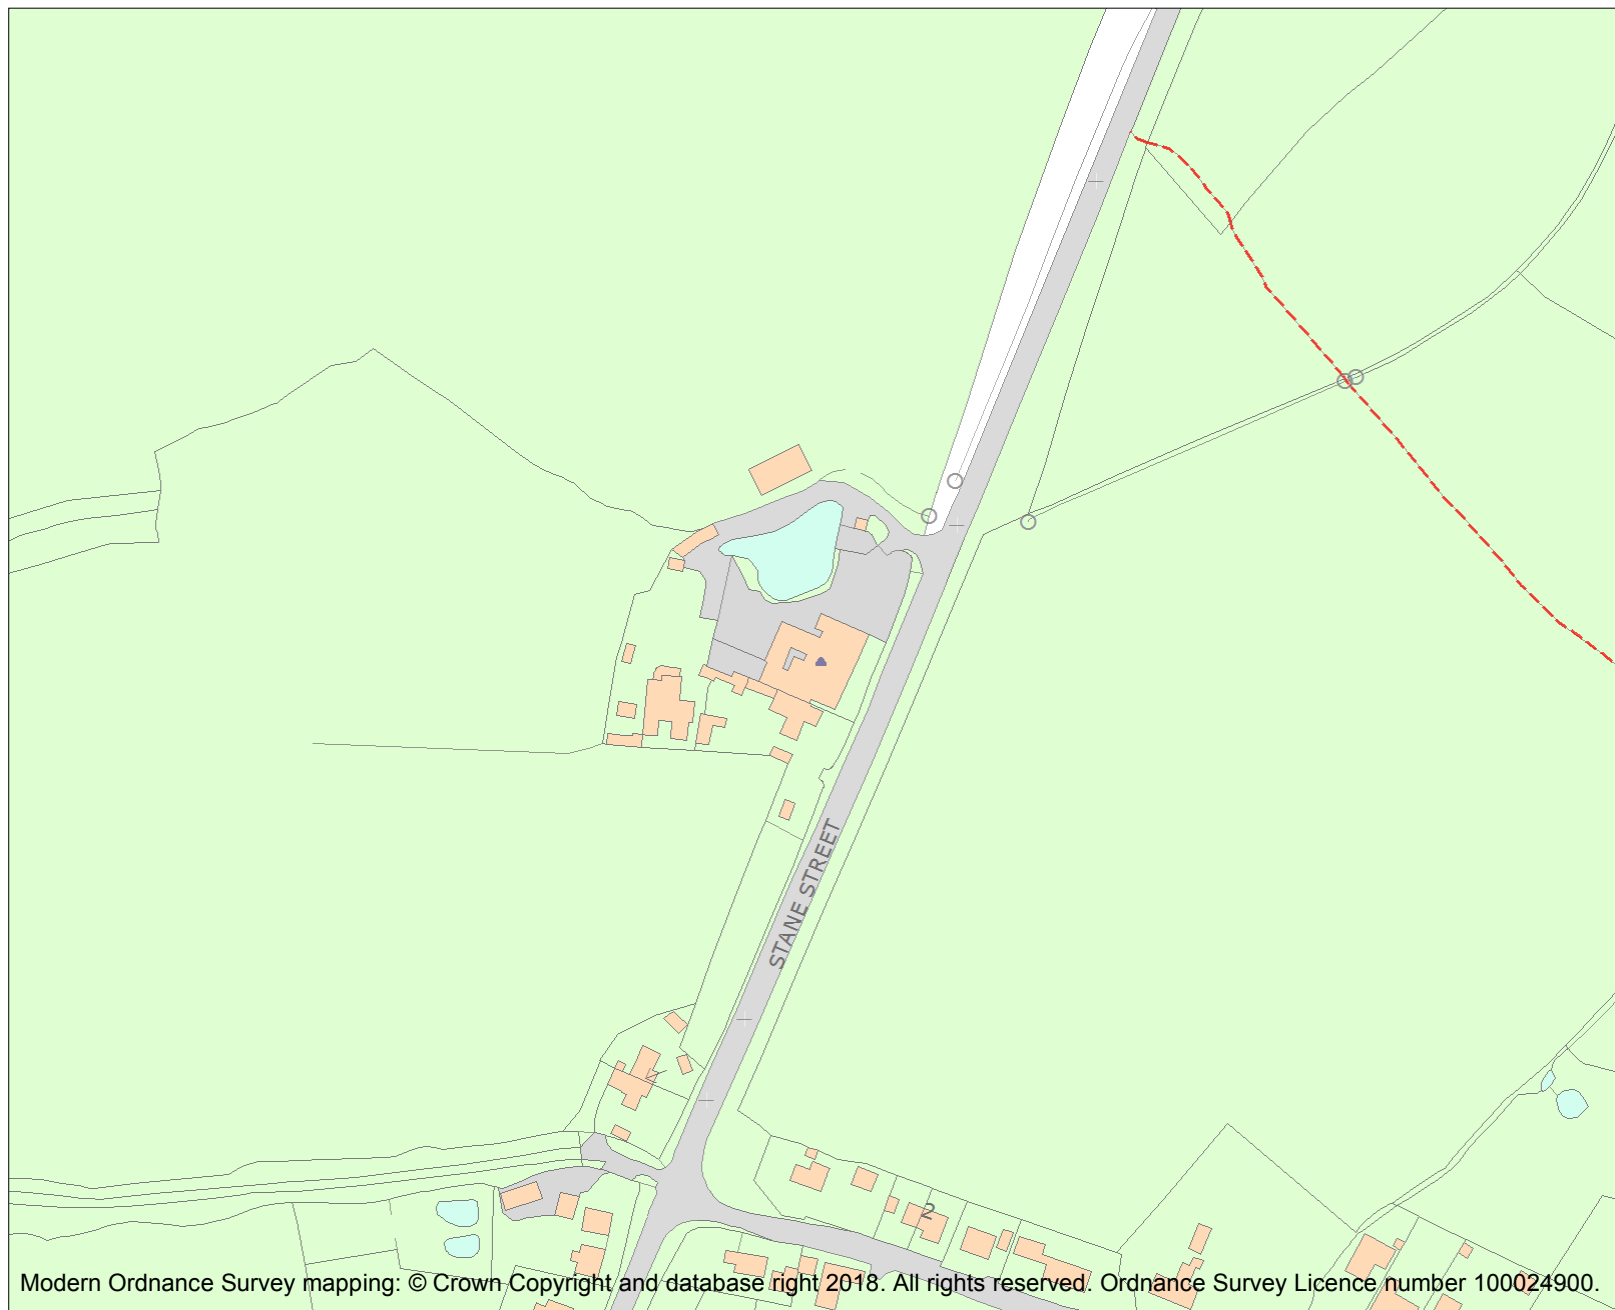 STANE STREET
2
Modern Ordnance Survey mapping: © Crown Copyright and database right 2018. All rights reserved. Ordnance Survey Licence number 100024900.